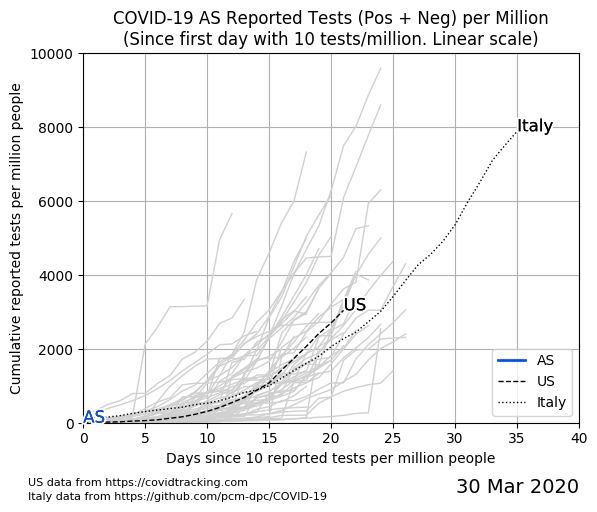 COVID-19 AS Reported Tests (Pos + Neg) per Million
(Since first day with 10 tests/million. Linear scale)
Cumulative reported tests per million people
10000
8000
6000
4000
2000
0
Italy
US
AS
AS
US
Italy
0 5 10 15 20 25 30 35 40
Days since 10 reported tests per million people
US data from https://covidtracking.com
Italy data from https://github.com/pcm-dpc/COVID-19
30 Mar 2020